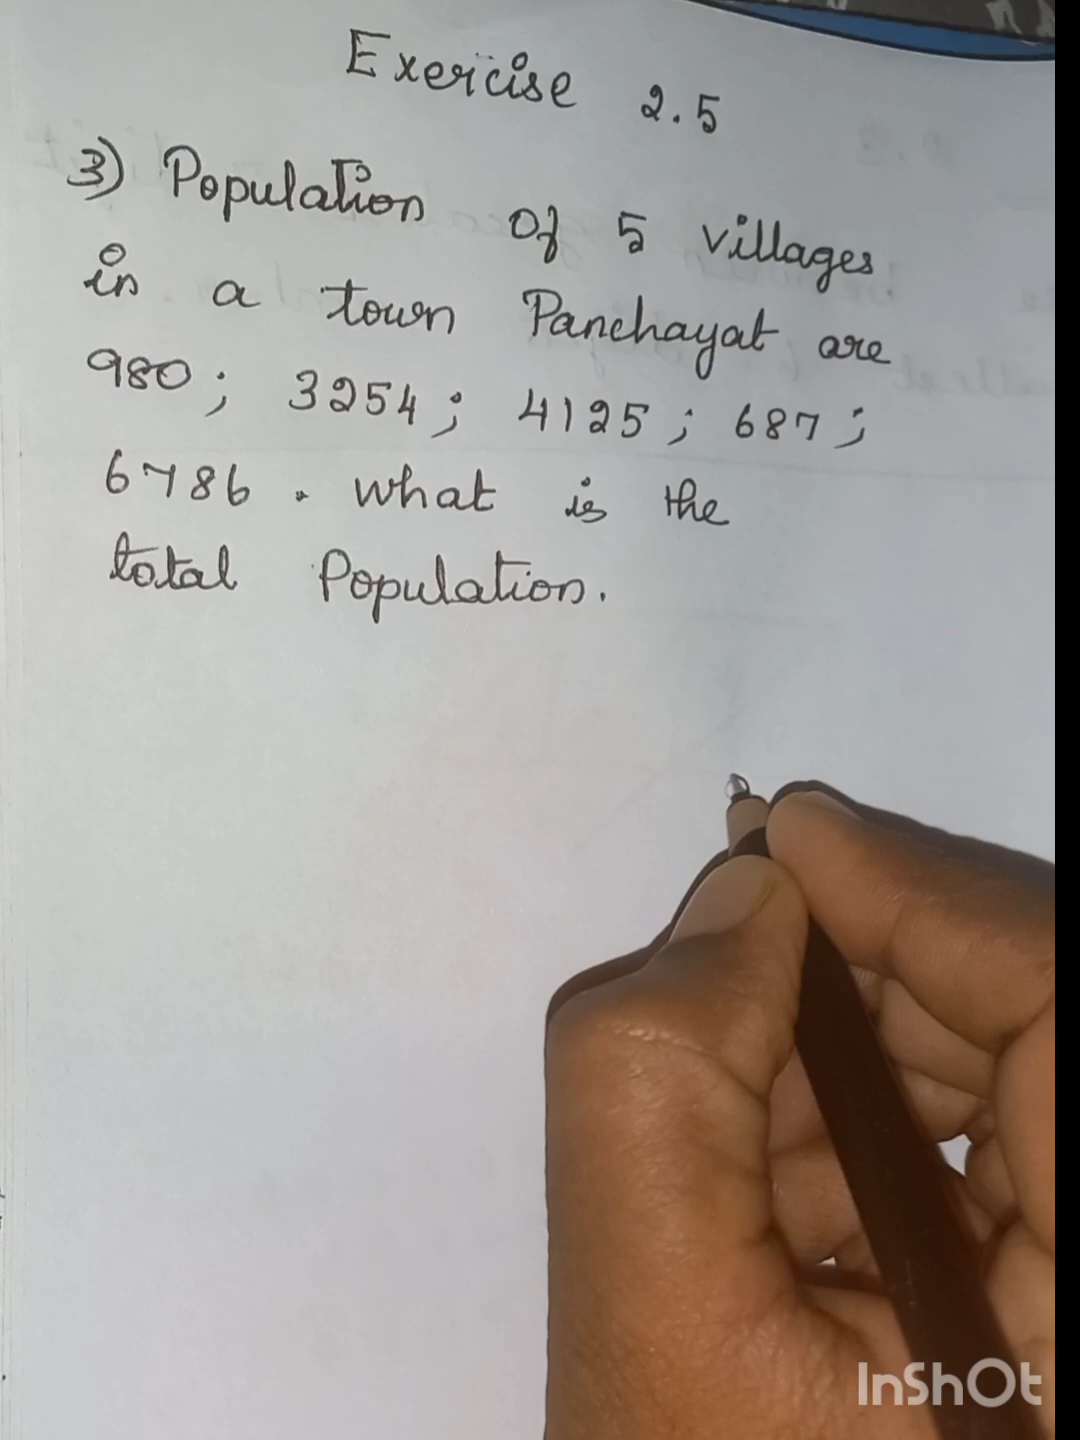 Exercise 2.5
3) Population of 5 villages
in a town Panchayat are
980; 3254; 4125; 687;
6786. what is the
total Population.
InShOt